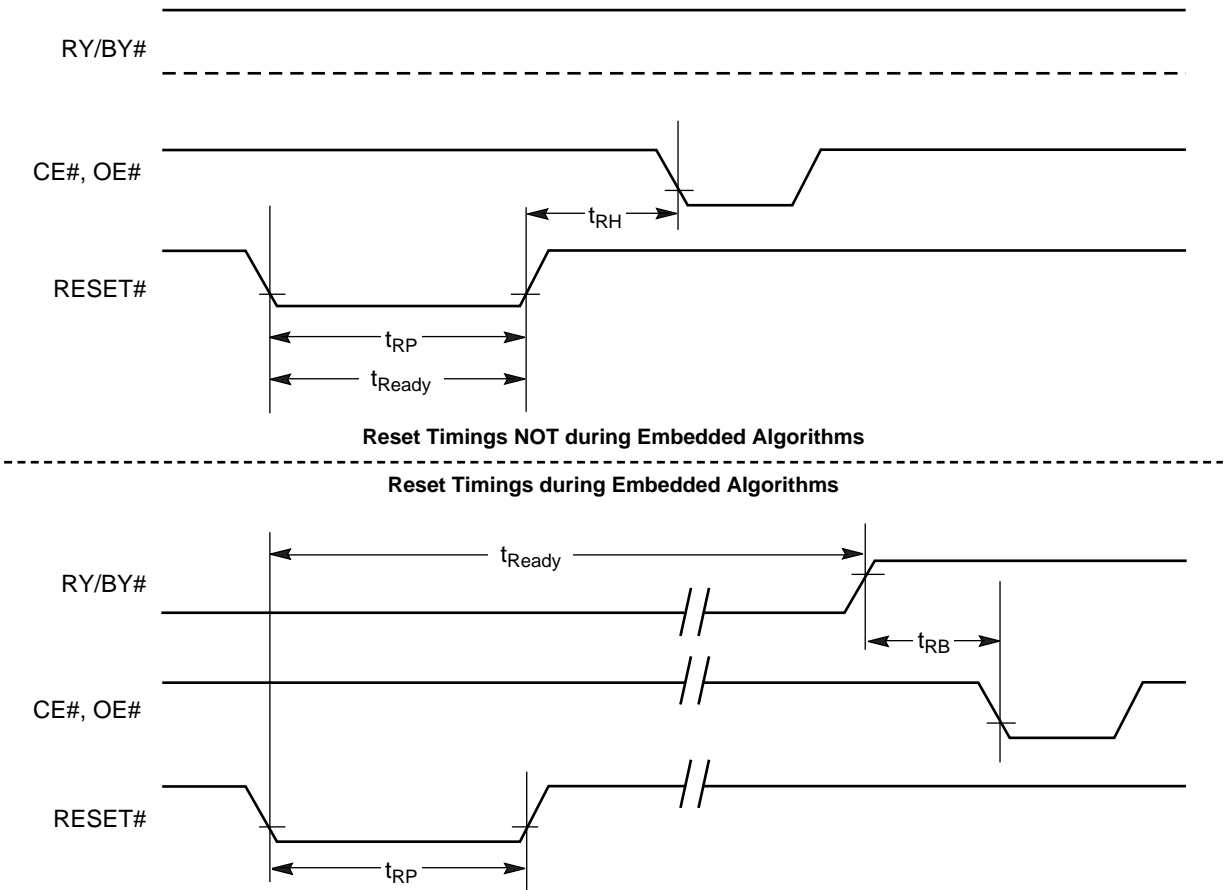 RY/BY#
CE#, OE#
tRH
RESET#
tRP
tReady
Reset Timings NOT during Embedded Algorithms
Reset Timings during Embedded Algorithms
tReady
RY/BY#
tRB
CE#, OE#
RESET#
tRP